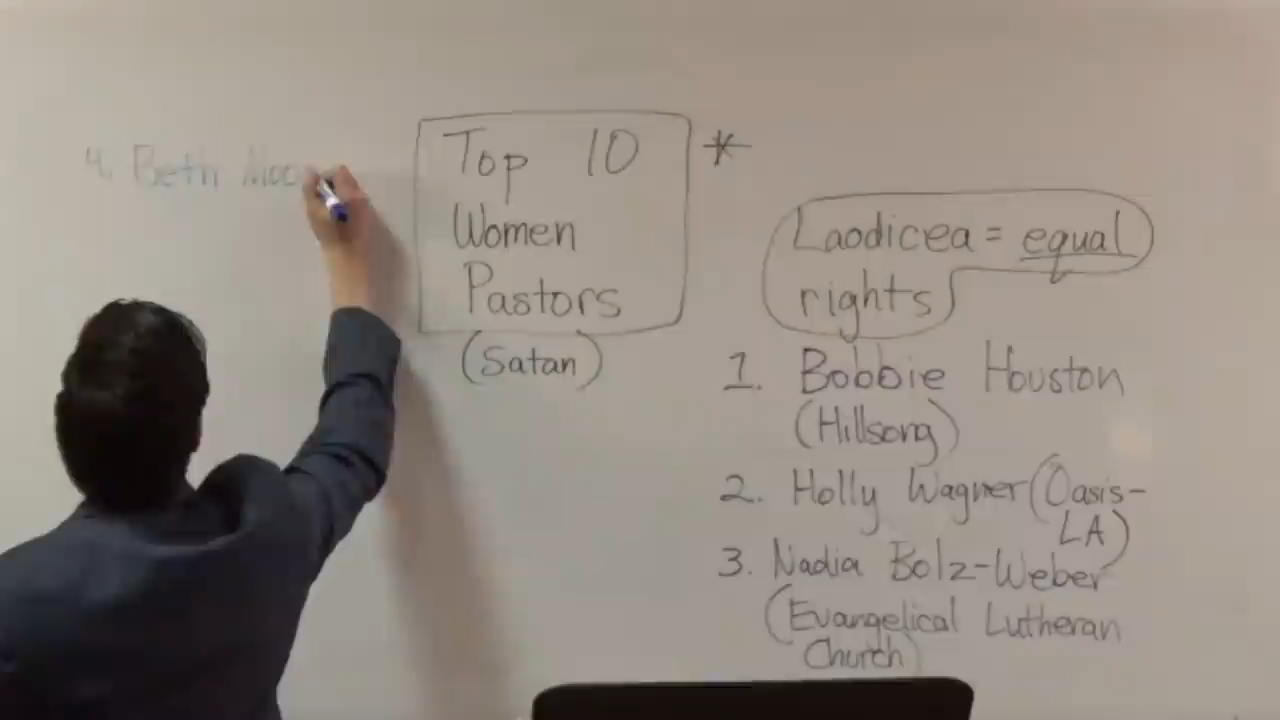 Top 10 *
Women
Pastors
(Satan)
Laodicea = equal
rights
1. Bobbie Houston
(Hillsong)
2. Holly Wagner (Oasis-
LA)
3. Nadia Bolz-Weber
(Evangelical Lutheran
Church)
4. Beth